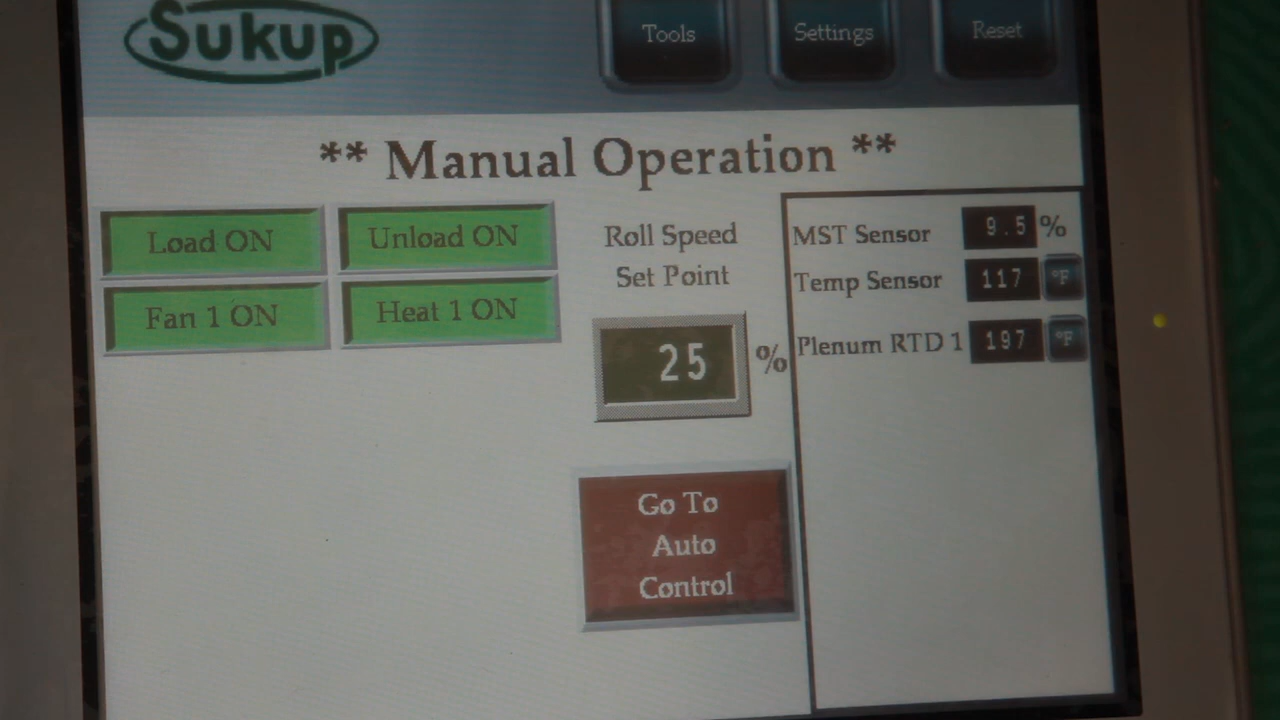 Sukup
Tools
Settings
Reset
** Manual Operation **
Load ON
Unload ON
Fan 1 ON
Heat 1 ON
Roll Speed
Set Point
25 %
Go To
Auto
Control
MST Sensor 9.5 %
Temp Sensor 117 °F
Plenum RTD 1 197 °F